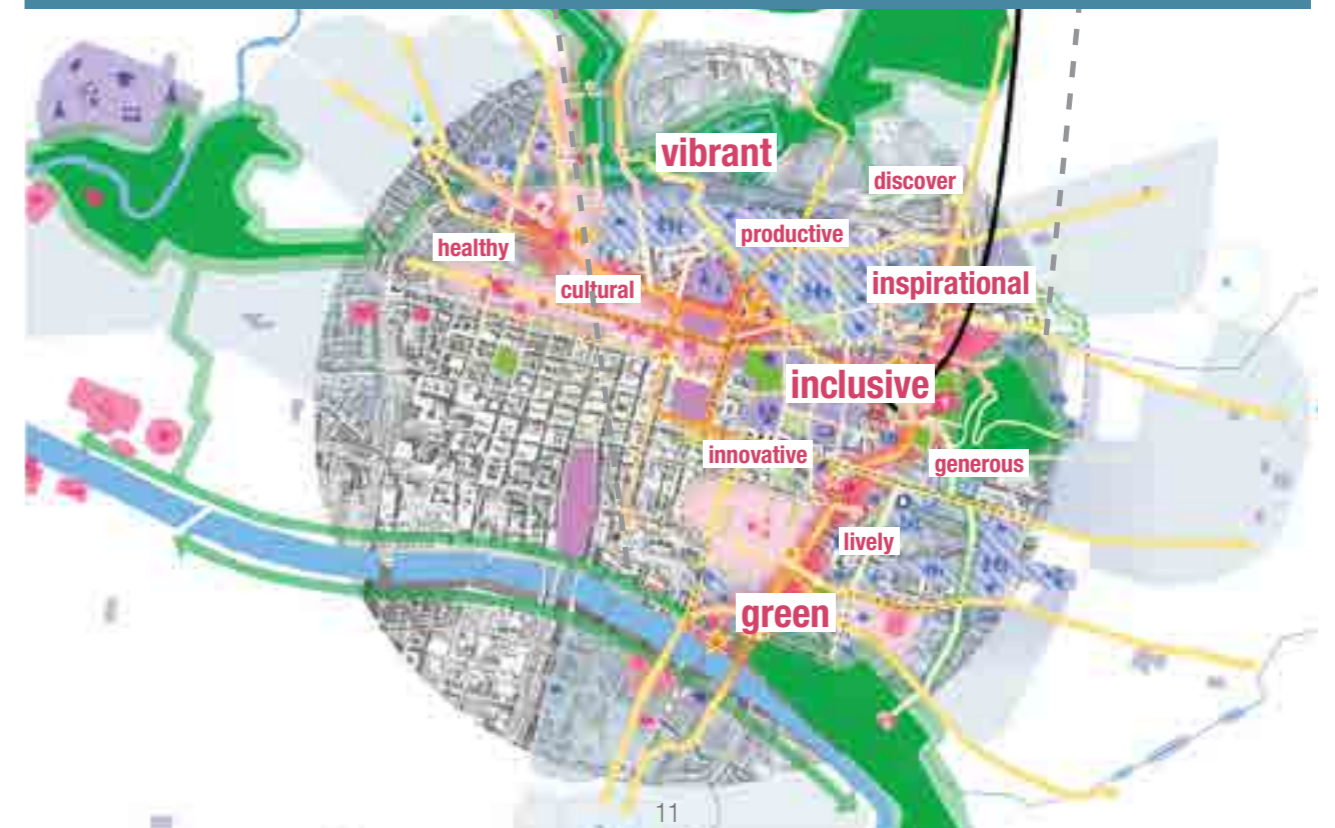 vibrant
discover
productive
healthy
inspirational
cultural
inclusive
innovative
generous
lively
green
11